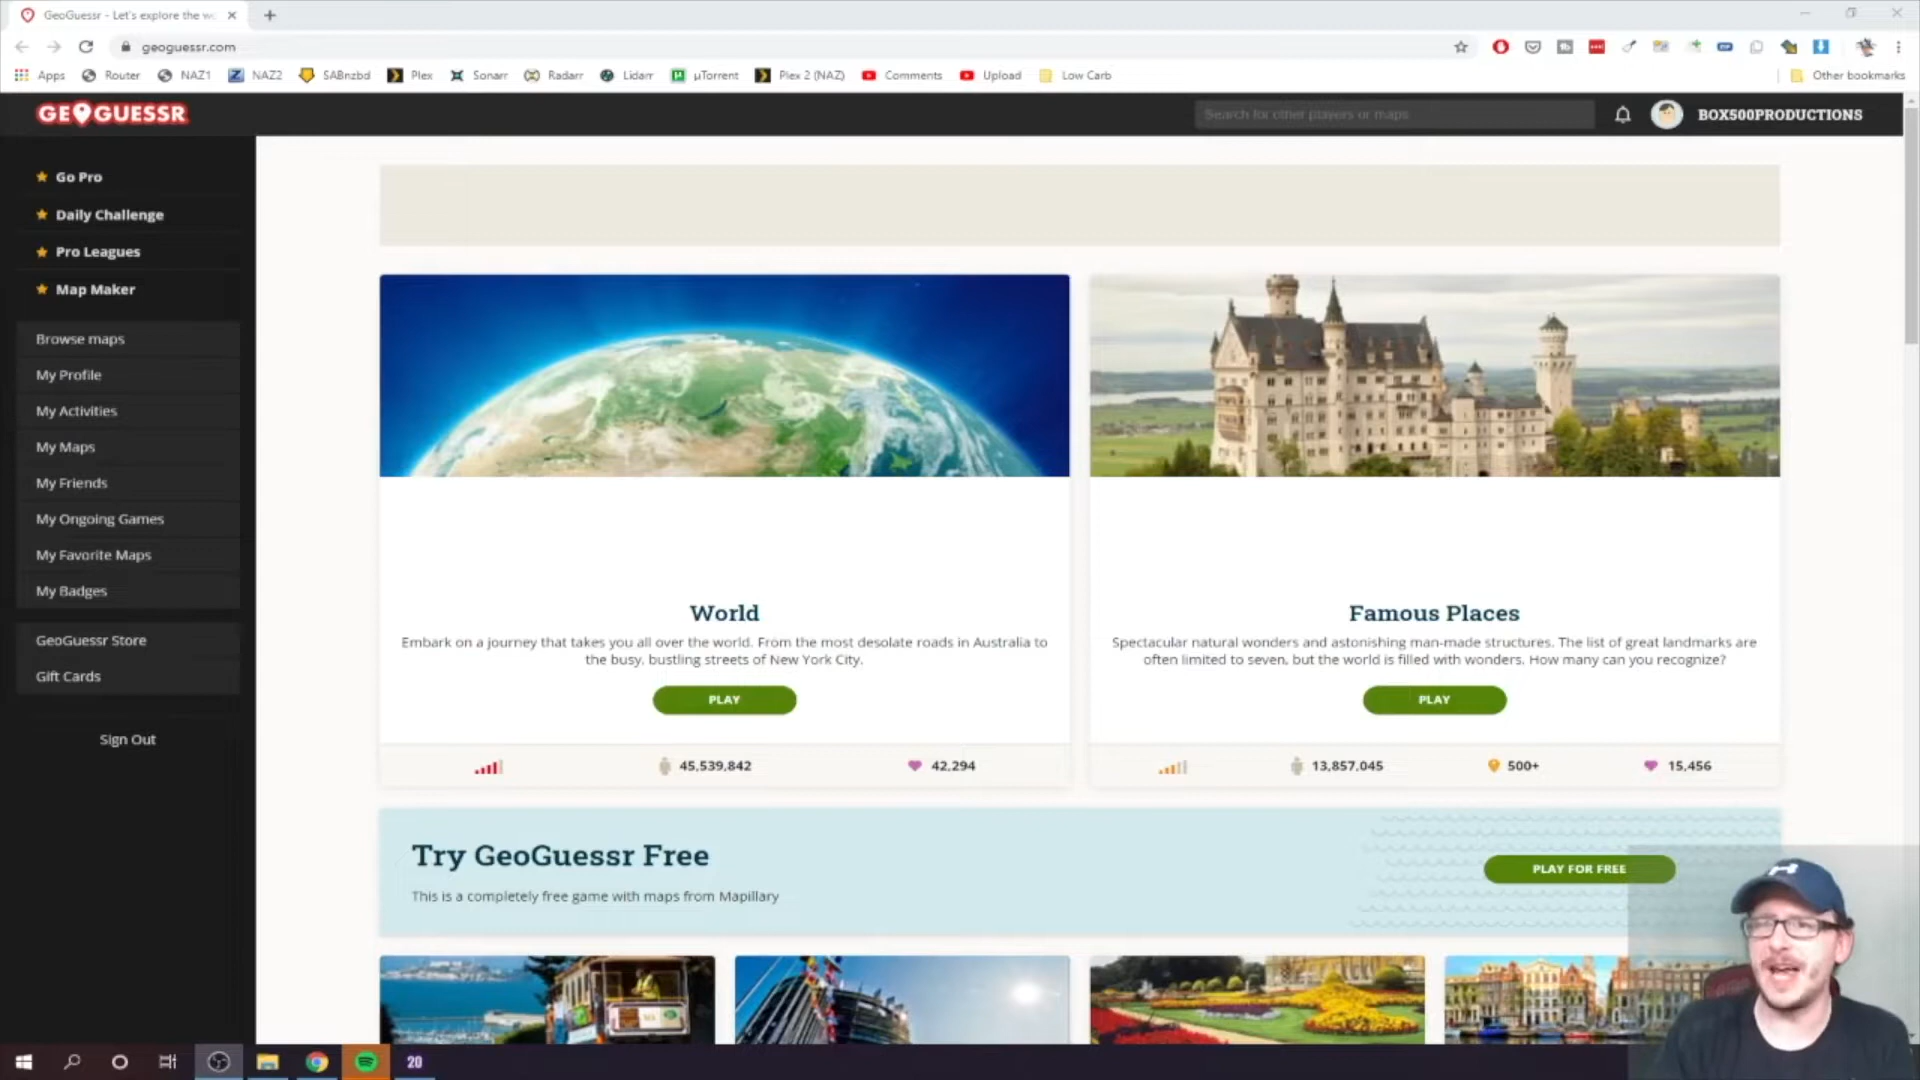 GeoGuessr - Let's explore the wo
geoguessr.com
Apps Router NAZ1 NAZ2 SABnzbd Plex Sonarr Radarr Lidarr µTorrent Plex 2 (NAZ) Comments Upload Low Carb Other bookmarks
GEOGUESSR
Search for other players or maps
BOX500PRODUCTIONS
Go Pro
Daily Challenge
Pro Leagues
Map Maker
Browse maps
My Profile
My Activities
My Maps
My Friends
My Ongoing Games
My Favorite Maps
My Badges
GeoGuessr Store
Gift Cards
Sign Out
World
Embark on a journey that takes you all over the world. From the most desolate roads in Australia to
the busy, bustling streets of New York City.
PLAY
45,539,842
42,294
Famous Places
Spectacular natural wonders and astonishing man-made structures. The list of great landmarks are
often limited to seven, but the world is filled with wonders. How many can you recognize?
PLAY
13,857,045
500+
15,456
Try GeoGuessr Free
This is a completely free game with maps from Mapillary
PLAY FOR FREE
20